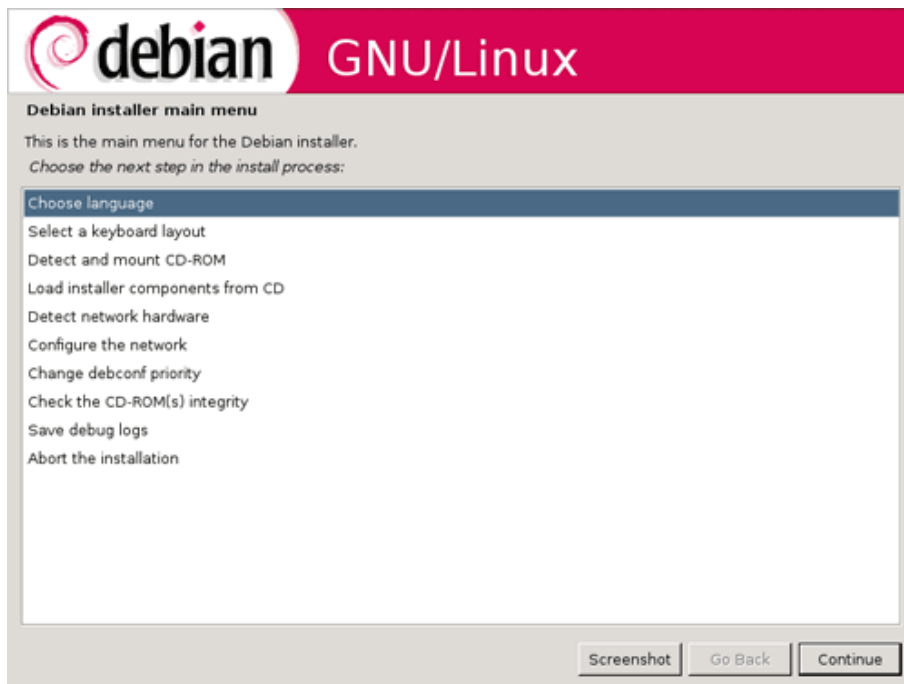 debian GNU/Linux
Debian installer main menu
This is the main menu for the Debian installer.
Choose the next step in the install process:
Choose language
Select a keyboard layout
Detect and mount CD-ROM
Load installer components from CD
Detect network hardware
Configure the network
Change debconf priority
Check the CD-ROM(s) integrity
Save debug logs
Abort the installation
Screenshot Go Back Continue